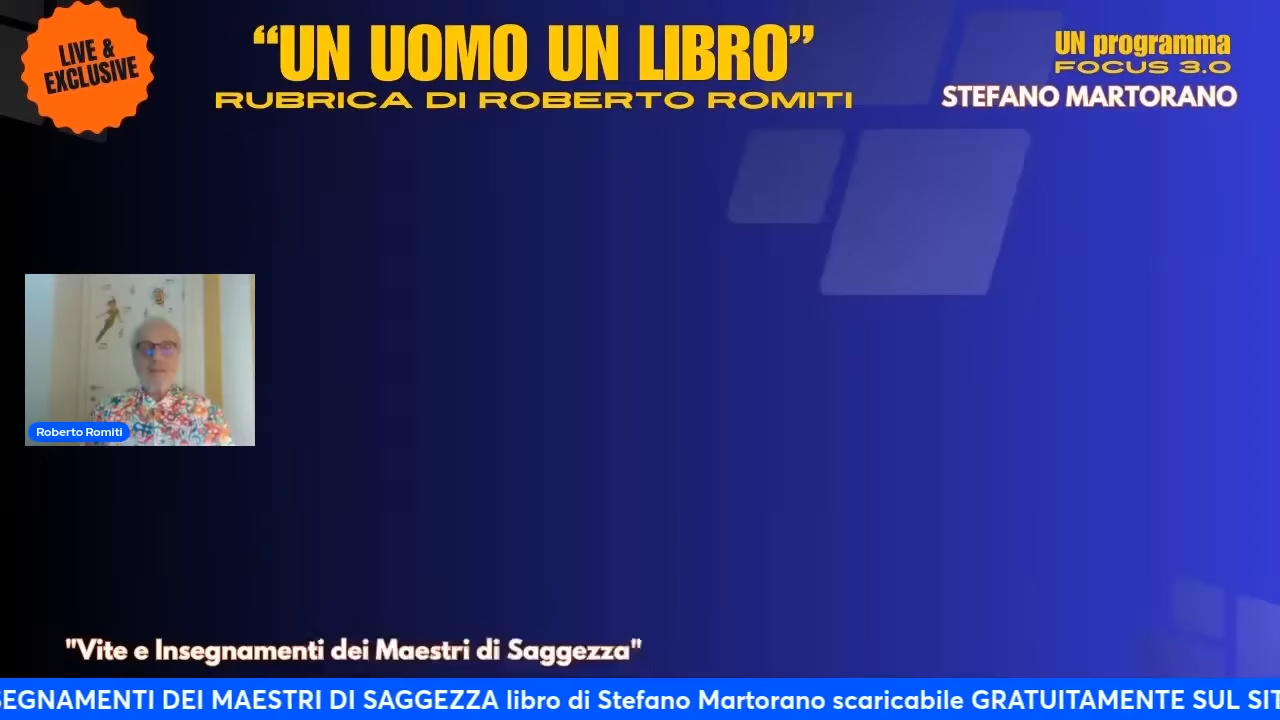 LIVE &
EXCLUSIVE
“UN UOMO UN LIBRO”
RUBRICA DI ROBERTO ROMITI
UN programma
FOCUS 3.0
STEFANO MARTORANO
Roberto Romiti
"Vite e Insegnamenti dei Maestri di Saggezza"
SEGNAMENTI DEI MAESTRI DI SAGGEZZA libro di Stefano Martorano scaricabile GRATUITAMENTE SUL SIT